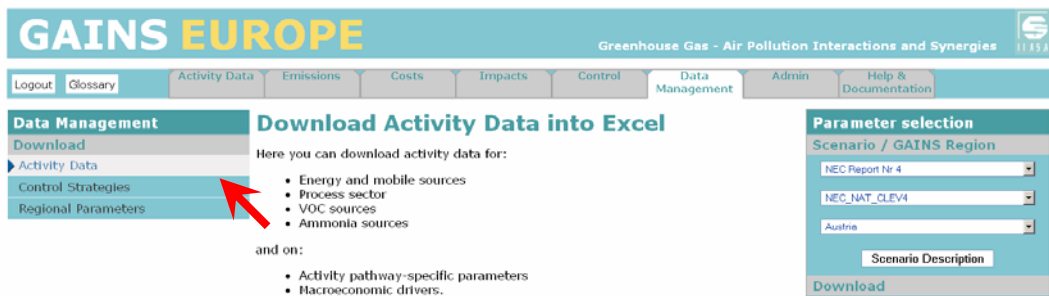 GAINS EUROPE
Greenhouse Gas - Air Pollution Interactions and Synergies
IIASA
Logout Glossary
Activity Data Emissions Costs Impacts Control Data Management Admin Help & Documentation
Data Management
Download
Activity Data
Control Strategies
Regional Parameters
Download Activity Data into Excel
Here you can download activity data for:
• Energy and mobile sources
• Process sector
• VOC sources
• Ammonia sources
and on:
• Activity pathway-specific parameters
• Macroeconomic drivers.
Parameter selection
Scenario / GAINS Region
NEC Report Nr 4
NEC_NAT_CLEV4
Austria
Scenario Description
Download